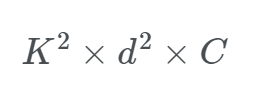 K² × d² × C